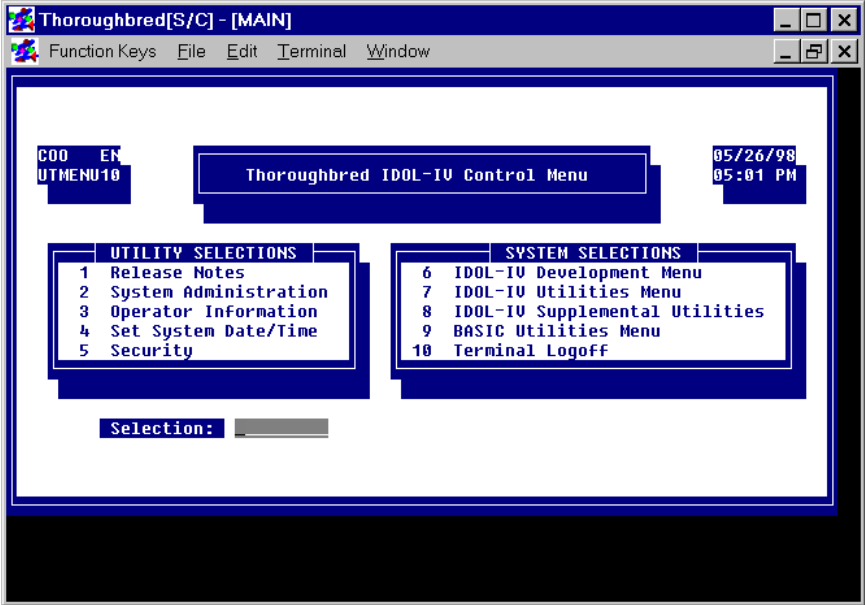 Thoroughbred[S/C] - [MAIN]
Function Keys File Edit Terminal Window
COO EN 05/26/98
UTMENU10 Thoroughbred IDOL-IV Control Menu 05:01 PM
UTILITY SELECTIONS
1 Release Notes
2 System Administration
3 Operator Information
4 Set System Date/Time
5 Security
SYSTEM SELECTIONS
6 IDOL-IV Development Menu
7 IDOL-IV Utilities Menu
8 IDOL-IV Supplemental Utilities
9 BASIC Utilities Menu
10 Terminal Logoff
Selection: